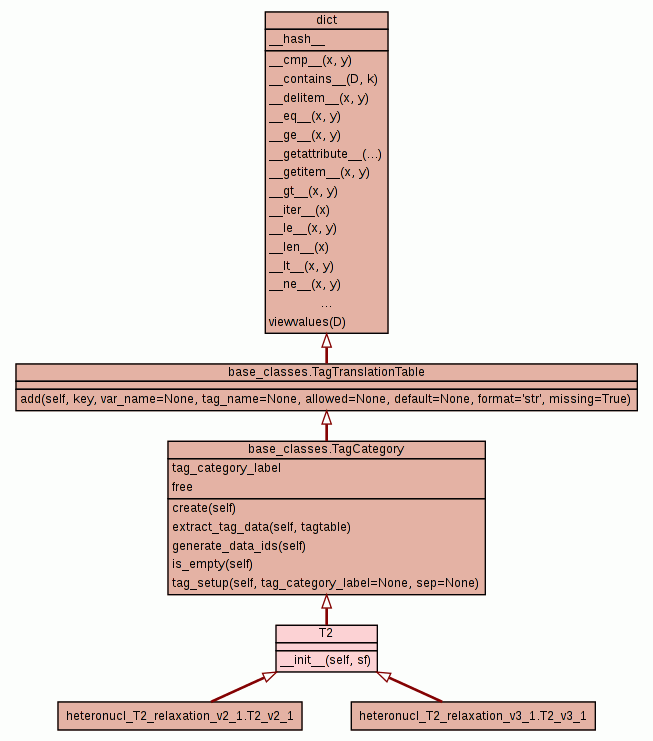 dict
__hash__
__cmp__(x, y)
__contains__(D, k)
__delitem__(x, y)
__eq__(x, y)
__ge__(x, y)
__getattribute__(...)
__getitem__(x, y)
__gt__(x, y)
__iter__(x)
__le__(x, y)
__len__(x)
__lt__(x, y)
__ne__(x, y)
...
viewvalues(D)
base_classes.TagTranslationTable
add(self, key, var_name=None, tag_name=None, allowed=None, default=None, format='str', missing=True)
base_classes.TagCategory
tag_category_label
free
create(self)
extract_tag_data(self, tagtable)
generate_data_ids(self)
is_empty(self)
tag_setup(self, tag_category_label=None, sep=None)
T2
__init__(self, sf)
heteronucl_T2_relaxation_v2_1.T2_v2_1
heteronucl_T2_relaxation_v3_1.T2_v3_1